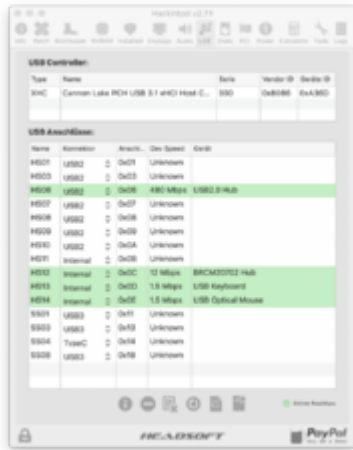 Hackintool v2.7.5
USB
USB Controller:
Type Name Serie Vendor ID Geräte ID
XHC Cannon Lake PCH USB 3.1 xHCI Host C... 300 0x8086 0xA36D
USB Anschlüsse:
Name Konnektor Anschl... Dev Speed Gerät
HS01 USB2 0x01 Unknown
HS03 USB2 0x03 Unknown
HS06 USB2 0x06 480 Mbps USB2.0 Hub
HS07 USB2 0x07 Unknown
HS08 USB2 0x08 Unknown
HS09 USB2 0x09 Unknown
HS10 USB2 0x0A Unknown
HS11 Internal 0x0B Unknown
HS12 Internal 0x0C 12 Mbps BRCM20702 Hub
HS13 Internal 0x0D 1.5 Mbps USB Keyboard
HS14 Internal 0x0E 1.5 Mbps USB Optical Mouse
SS01 USB3 0x11 Unknown
SS03 USB3 0x13 Unknown
SS04 TypeC 0x14 Unknown
SS08 USB3 0x18 Unknown
HEADSOFT
PayPal